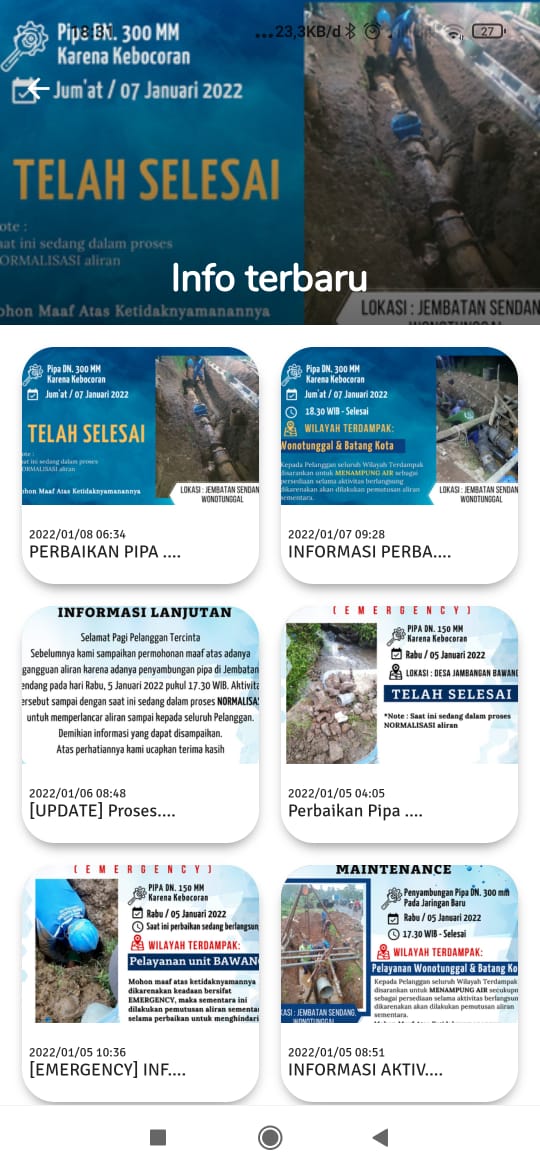 Pipa DN. 300 MM
Karena Kebocoran
23,3KB/d
27
Jum'at / 07 Januari 2022
TELAH SELESAI
ote :
aat ini sedang dalam proses
ORMALISASI aliran
ohon Maaf Atas Ketidaknyamanannya
Info terbaru
LOKASI : JEMBATAN SENDAN
WONOTUNGGAL
Pipa DN. 300 MM
Karena Kebocoran
Jum'at / 07 Januari 2022
TELAH SELESAI
ote :
aat ini sedang dalam proses
ORMALISASI aliran
ohon Maaf Atas Ketidaknyamanannya
LOKASI : JEMBATAN SENDAN
WONOTUNGGAL
2022/01/08 06:34
PERBAIKAN PIPA ....
Pipa DN. 300 MM
Karena Kebocoran
Jum'at / 07 Januari 2022
18.30 WIB - Selesai
WILAYAH TERDAMPAK:
Wonotunggal & Batang Kota
Kepada Pelanggan seluruh Wilayah Terdampak
disarankan untuk MENAMPUNG AIR sebagai
persediaan selama aktivitas berlangsung
dikarenakan akan dilakukan pemutusan aliran
sementara.
LOKASI : JEMBATAN SENDAN
WONOTUNGGAL
2022/01/07 09:28
INFORMASI PERBA....
INFORMASI LANJUTAN
Selamat Pagi Pelanggan Tercinta
Sebelumnya kami sampaikan permohonan maaf atas adanya
gangguan aliran karena adanya penyambungan pipa di Jembatan
endang pada hari Rabu, 5 Januari 2022 pukul 17.30 WIB. Aktivita
ersebut sampai dengan saat ini sedang dalam proses NORMALISA
untuk memperlancar aliran sampai kepada seluruh Pelanggan.
Demikian informasi yang dapat disampaikan.
Atas perhatiannya kami ucapkan terima kasih
2022/01/06 08:48
[UPDATE] Proses....
( E M E R G E N C Y )
PIPA DN. 150 MM
Karena Kebocoran
Rabu / 05 Januari 2022
LOKASI : DESA JAMBANGAN BAWANG
TELAH SELESAI
*Note : Saat ini sedang dalam proses
NORMALISASI aliran
2022/01/05 04:05
Perbaikan Pipa ....
( E M E R G E N C Y )
PIPA DN. 150 MM
Karena Kebocoran
Rabu / 05 Januari 2022
Saat ini perbaikan sedang berlangsun
WILAYAH TERDAMPAK:
Pelayanan unit BAWANG
Mohon maaf atas ketidaknyamannya
dikarenakan keadaan bersifat
EMERGENCY, maka sementara ini
dilakukan pemutusan aliran sementar
selama perbaikan untuk menghindari
2022/01/05 10:36
[EMERGENCY] INF....
MAINTENANCE
Penyambungan Pipa DN. 300 mm
Pada Jaringan Baru
Rabu / 05 Januari 2022
17.30 WIB - Selesai
WILAYAH TERDAMPAK:
Pelayanan Wonotunggal & Batang Ko
Kepada Pelanggan seluruh Wilayah Terdampak
disarankan untuk MENAMPUNG AIR secukupn
sebagai persediaan selama aktivitas berlangsun
dikarenakan akan dilakukan pemutusan aliran
sementara.
KASI : JEMBATAN SENDANG,
WONOTUNGGAL
2022/01/05 08:51
INFORMASI AKTIV....